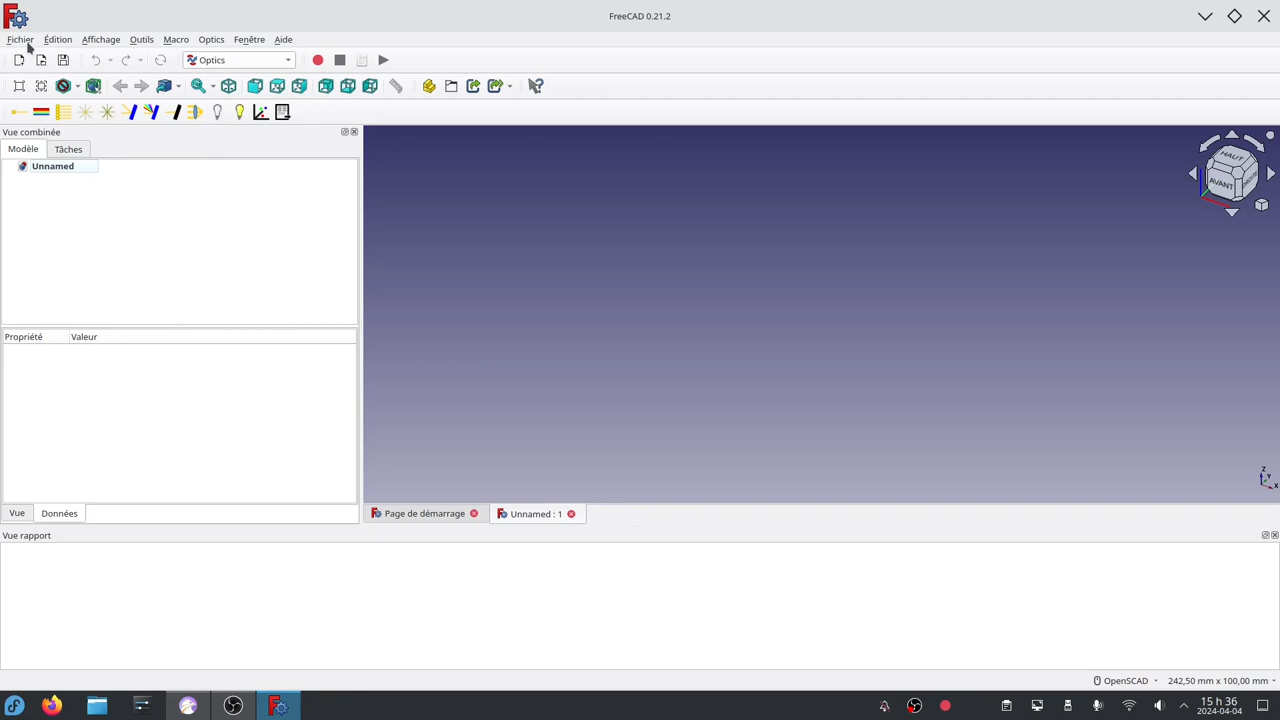 FreeCAD 0.21.2
Fichier Édition Affichage Outils Macro Optics Fenêtre Aide
Optics
Vue combinée
Modèle Tâches
Unnamed
HAUT
AVANT
Propriété Valeur
Z
Y
X
Vue Données
Page de démarrage Unnamed : 1
Vue rapport
OpenSCAD 242,50 mm x 100,00 mm
15 h 36
2024-04-04